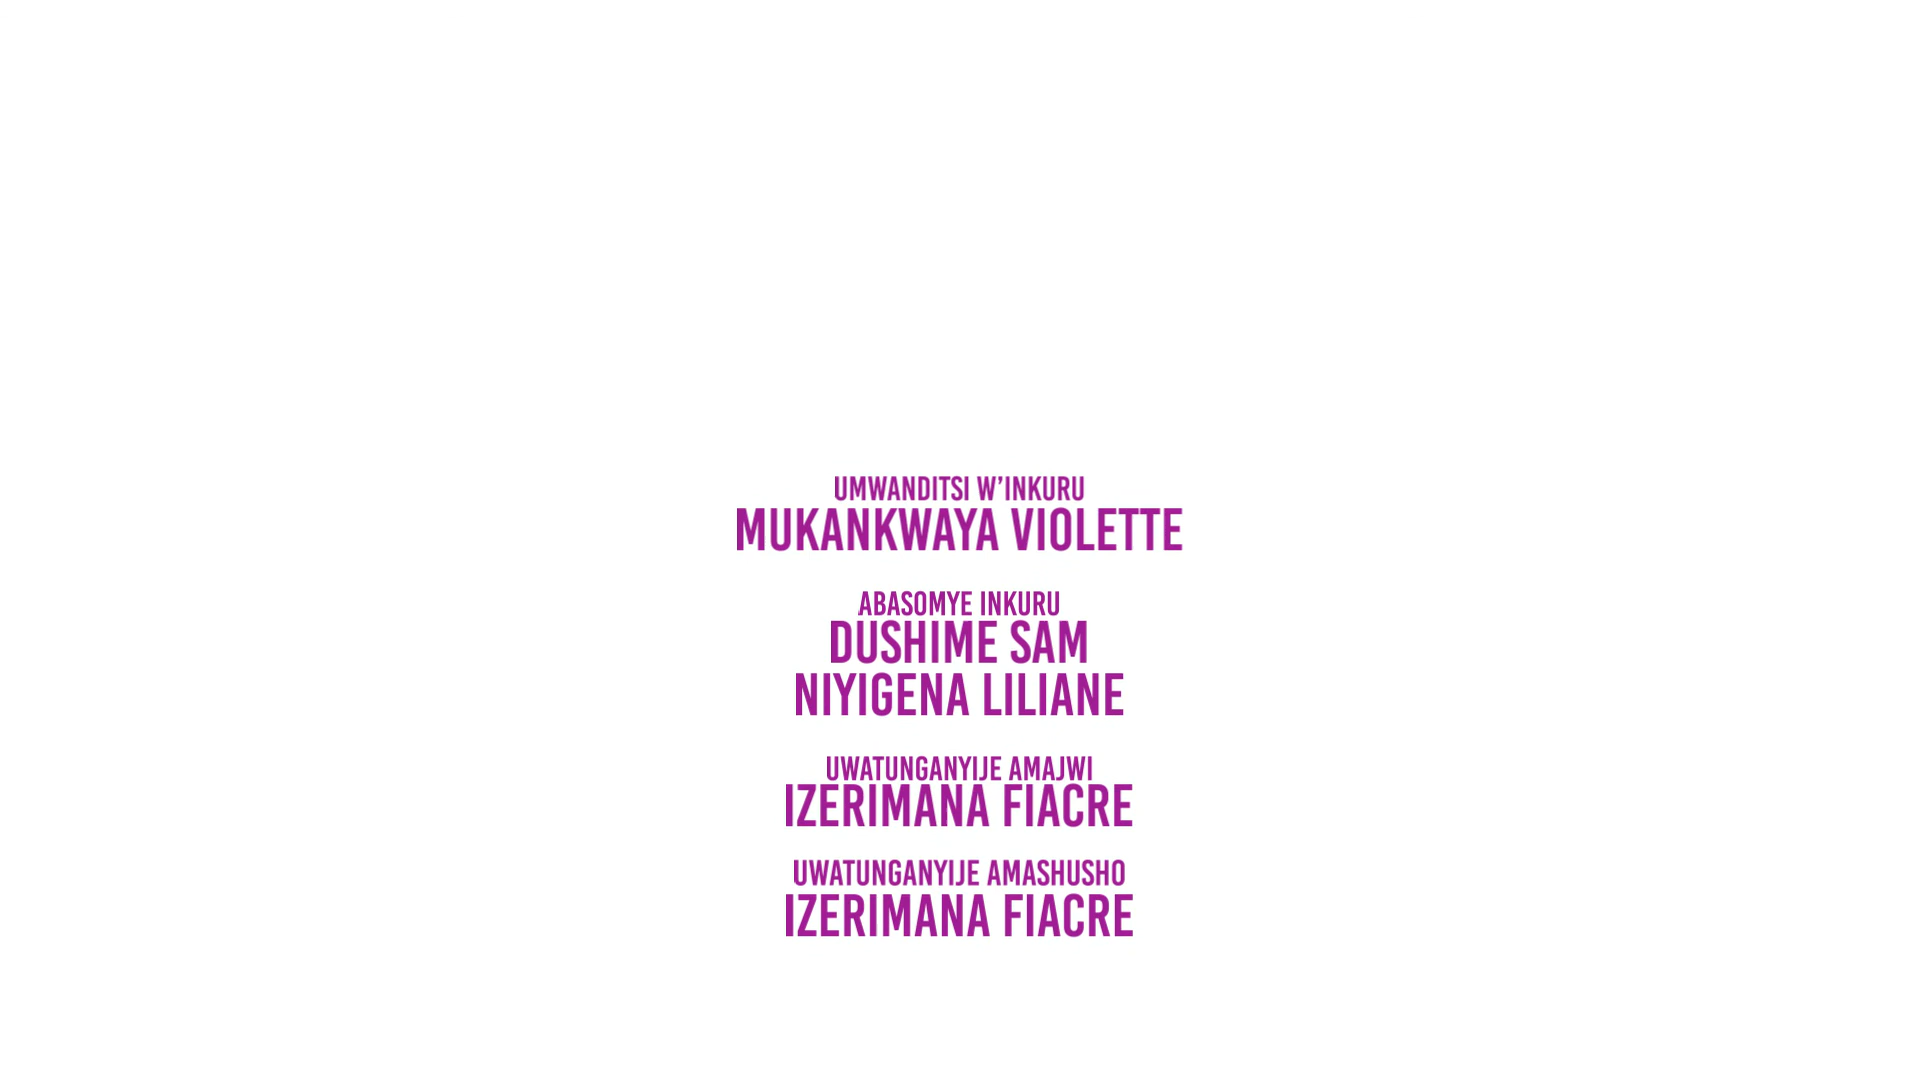 UMWANDITSI W'INKURU
MUKANKWAYA VIOLETTE
ABASOMYE INKURU
DUSHIME SAM
NIYIGENA LILIANE
UWATUNGANYIJE AMAJWI
IZERIMANA FIACRE
UWATUNGANYIJE AMASHUSHO
IZERIMANA FIACRE